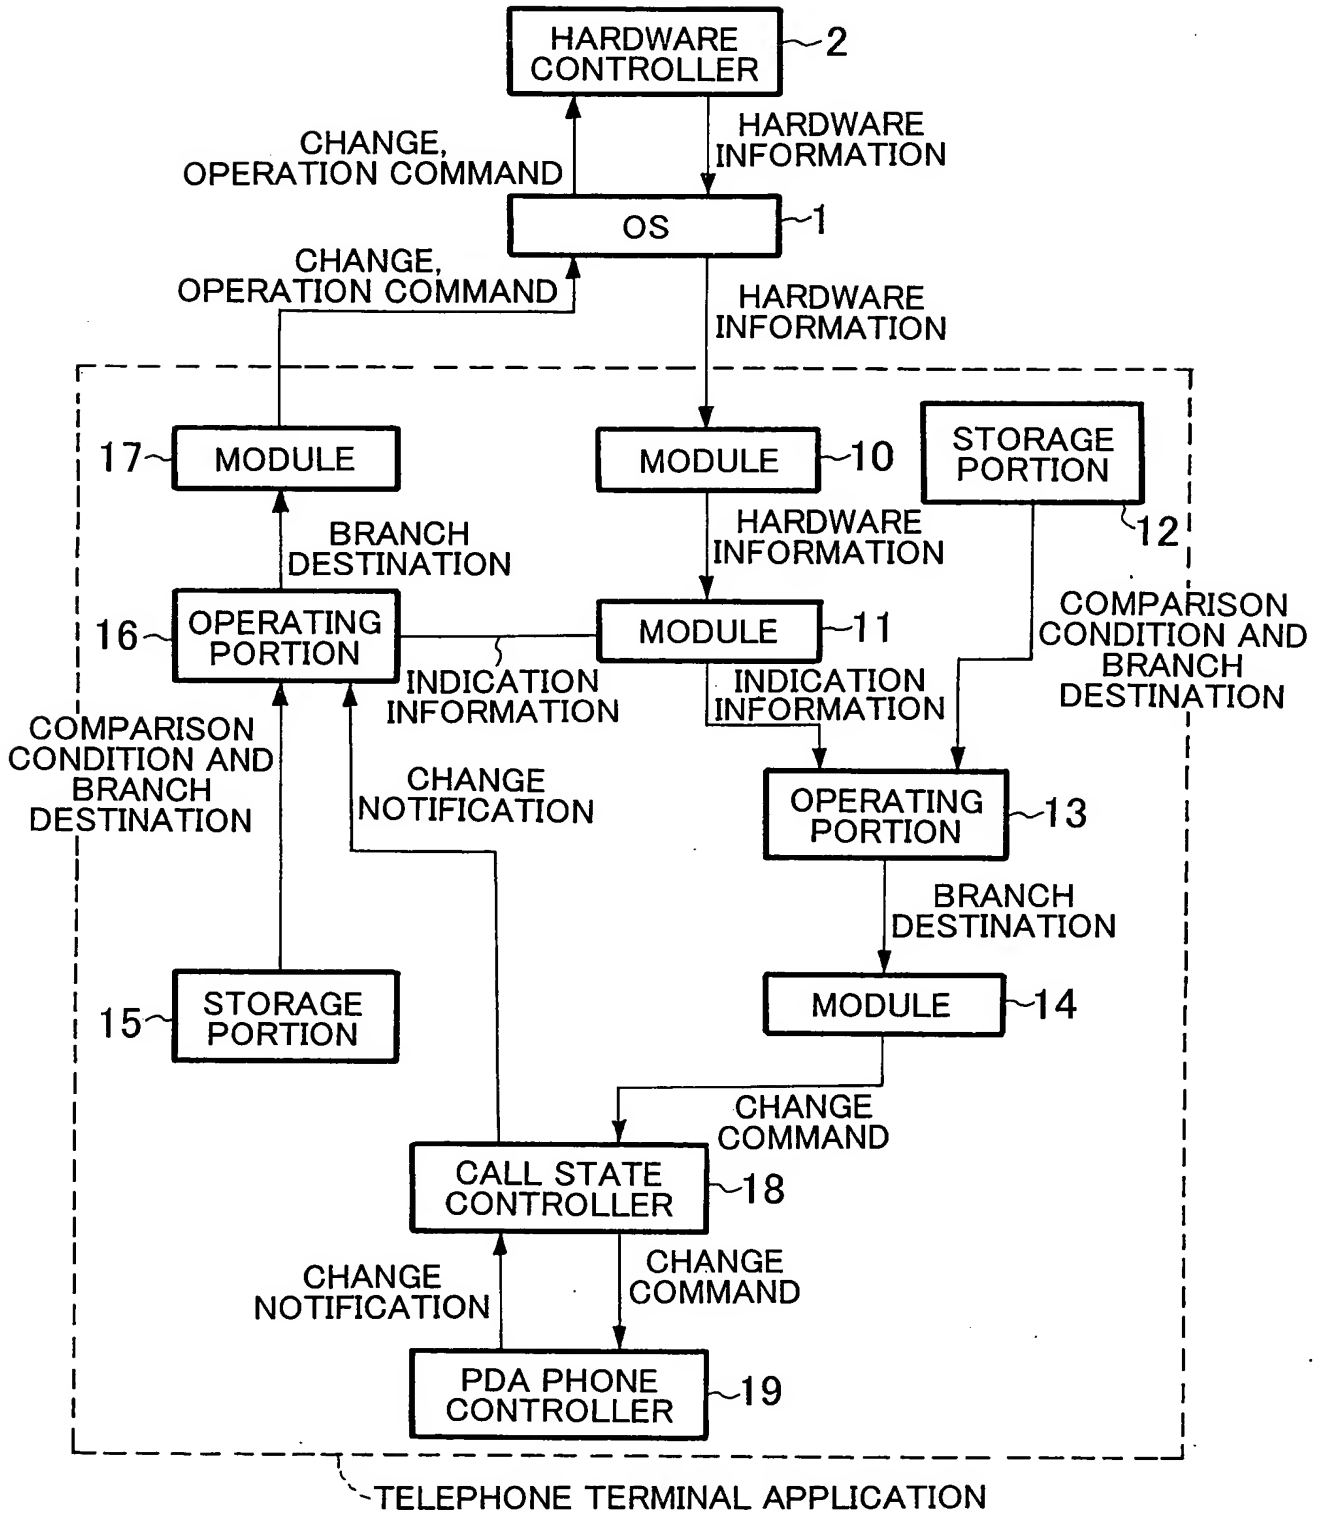 HARDWARE
CONTROLLER
2
CHANGE,
OPERATION COMMAND
HARDWARE
INFORMATION
OS
1
CHANGE,
OPERATION COMMAND
HARDWARE
INFORMATION
17
MODULE
MODULE
10
STORAGE
PORTION
12
BRANCH
DESTINATION
HARDWARE
INFORMATION
16
OPERATING
PORTION
MODULE
11
COMPARISON
CONDITION AND
BRANCH
DESTINATION
INDICATION
INFORMATION
INDICATION
INFORMATION
COMPARISON
CONDITION AND
BRANCH
DESTINATION
CHANGE
NOTIFICATION
OPERATING
PORTION
13
BRANCH
DESTINATION
15
STORAGE
PORTION
MODULE
14
CHANGE
COMMAND
CALL STATE
CONTROLLER
18
CHANGE
NOTIFICATION
CHANGE
COMMAND
PDA PHONE
CONTROLLER
19
TELEPHONE TERMINAL APPLICATION